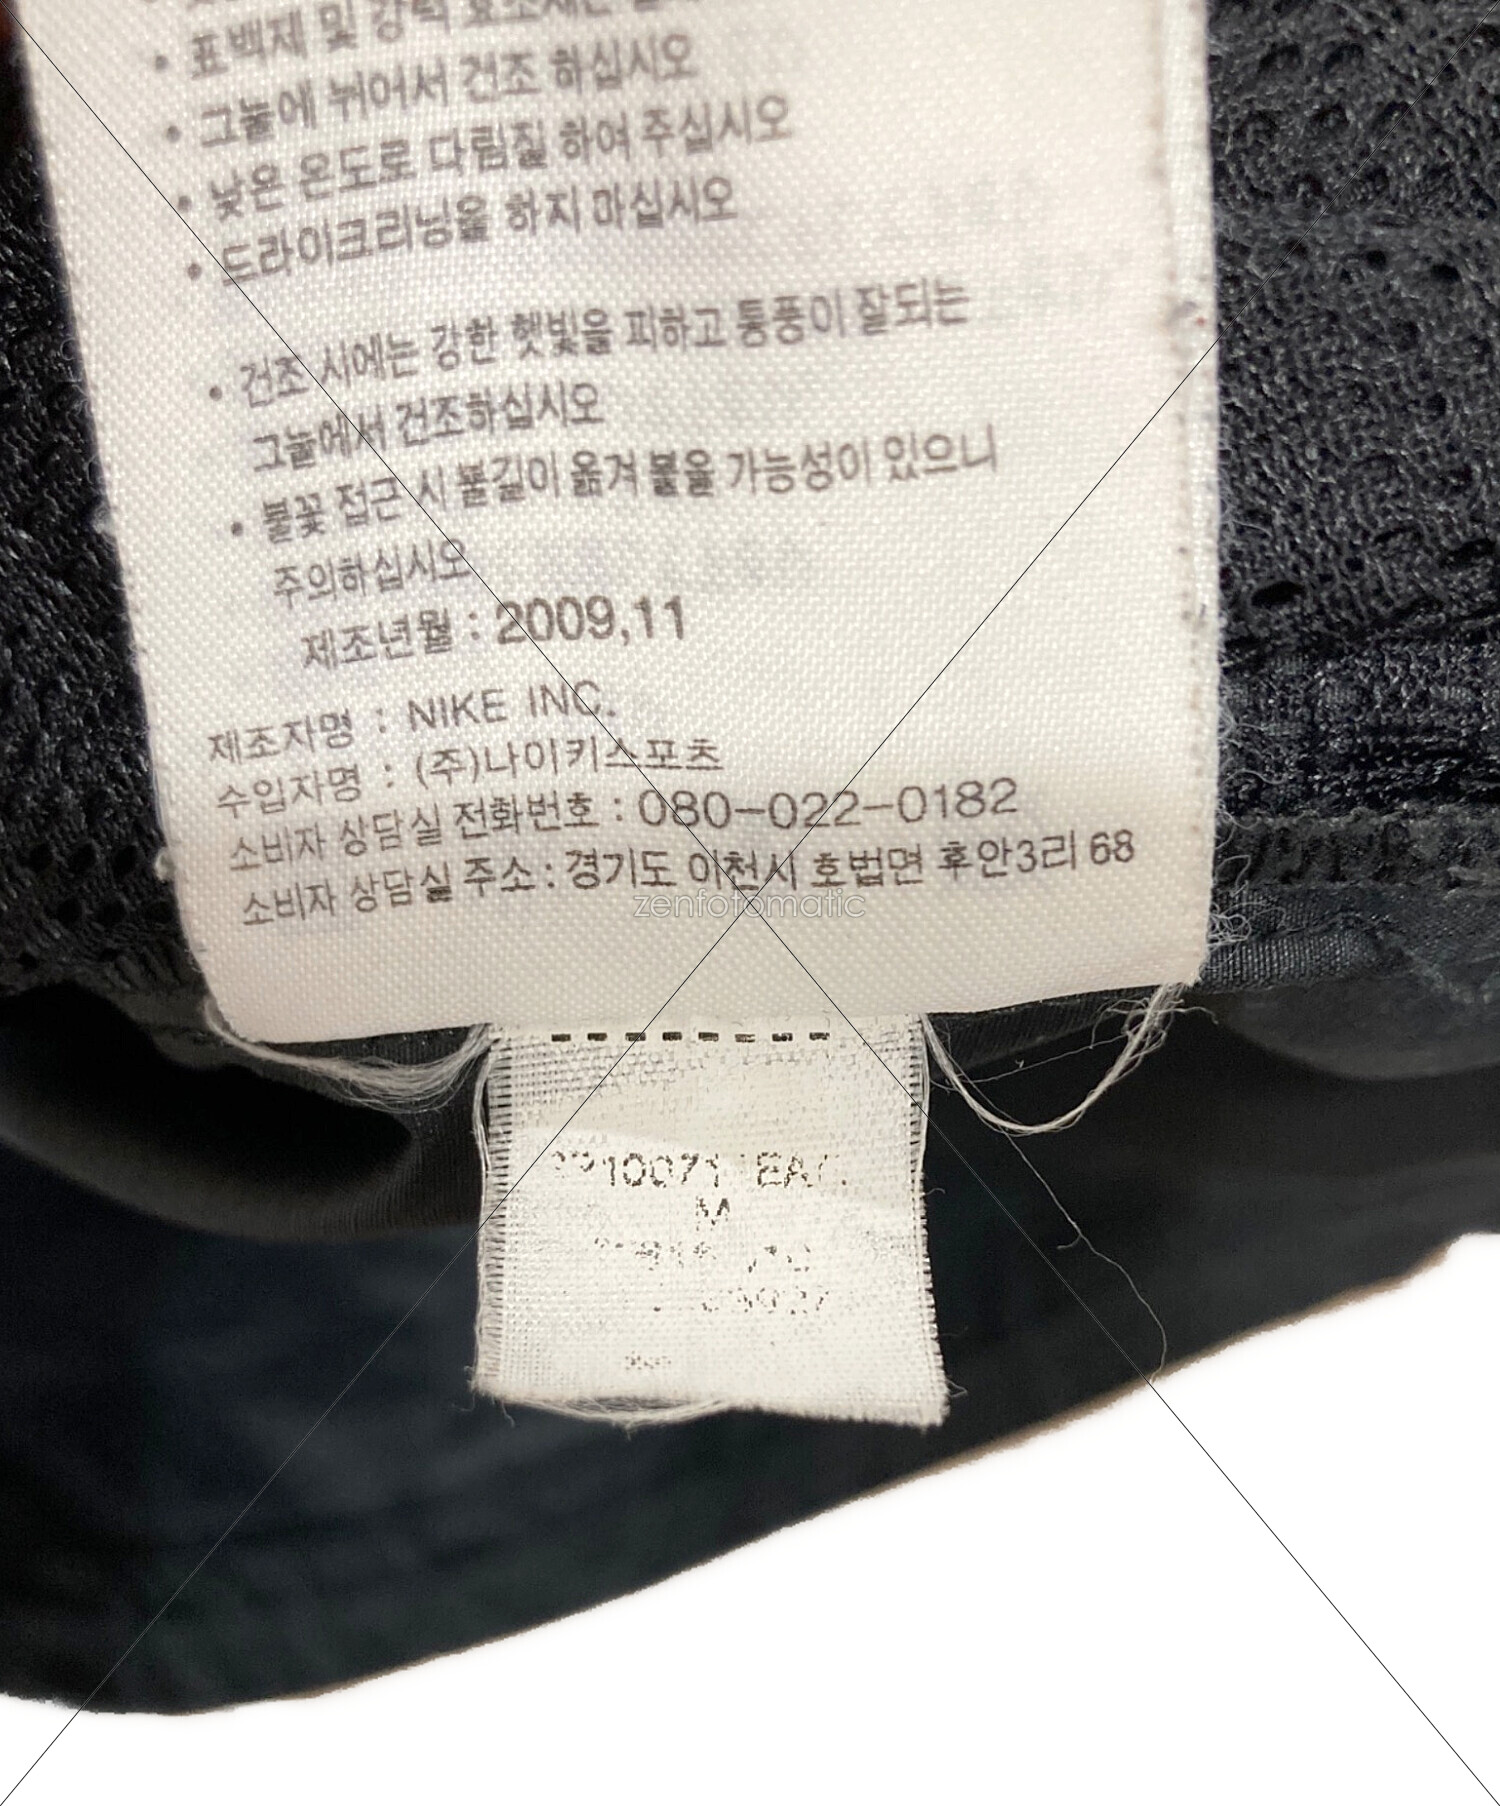 • 표백제 및 강력 효소제는
• 그늘에 뉘어서 건조 하십시오
• 낮은 온도로 다림질 하여 주십시오
• 드라이크리닝을 하지 마십시오
• 건조 시에는 강한 햇빛을 피하고 통풍이 잘되는
그늘에서 건조하십시오
• 불꽃 접근 시 불길이 옮겨 붙을 가능성이 있으니
주의하십시오
제조년월 : 2009,11
제조자명 : NIKE INC.
수입자명 : (주)나이키스포츠
소비자 상담실 전화번호 : 080-022-0182
소비자 상담실 주소 : 경기도 이천시 호법면 후안3리 68
zenfotomatic
M